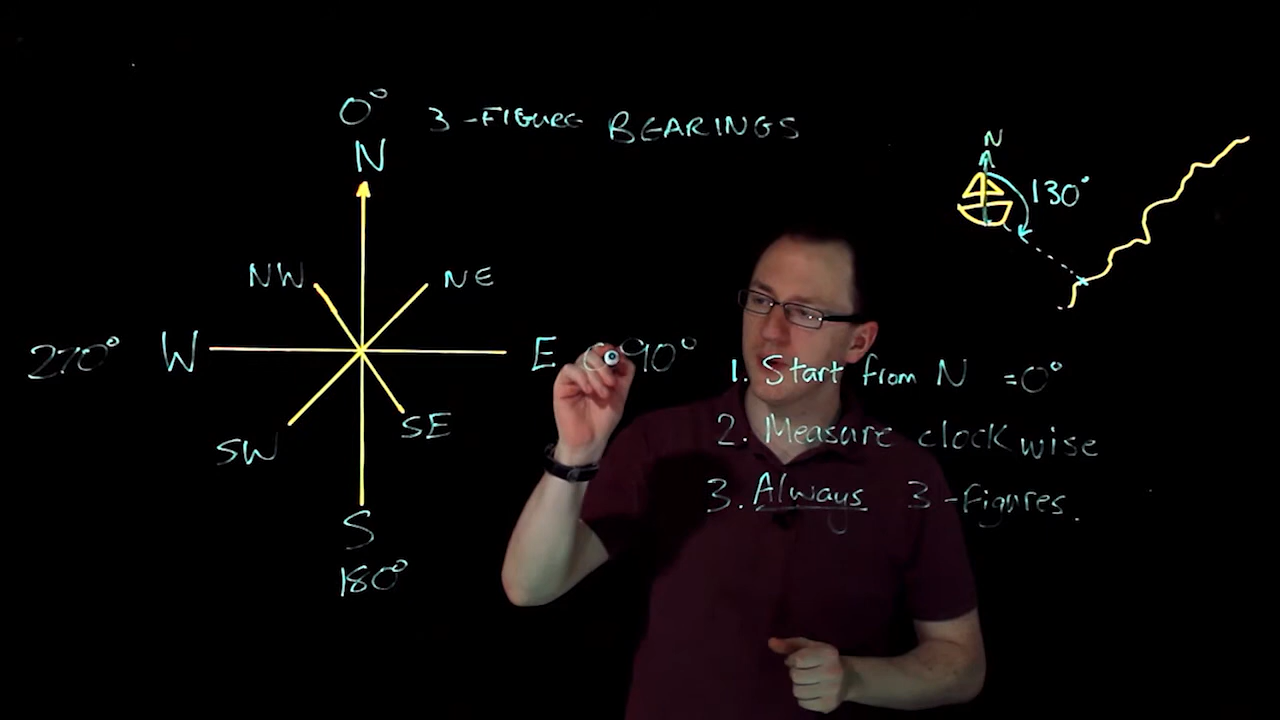 0°
3-FIGURE BEARINGS
N
N
130°
NW
NE
270°
W
E
090°
1. Start from N =0°
2. Measure clockwise
SW
SE
3. Always 3-figures.
S
180°